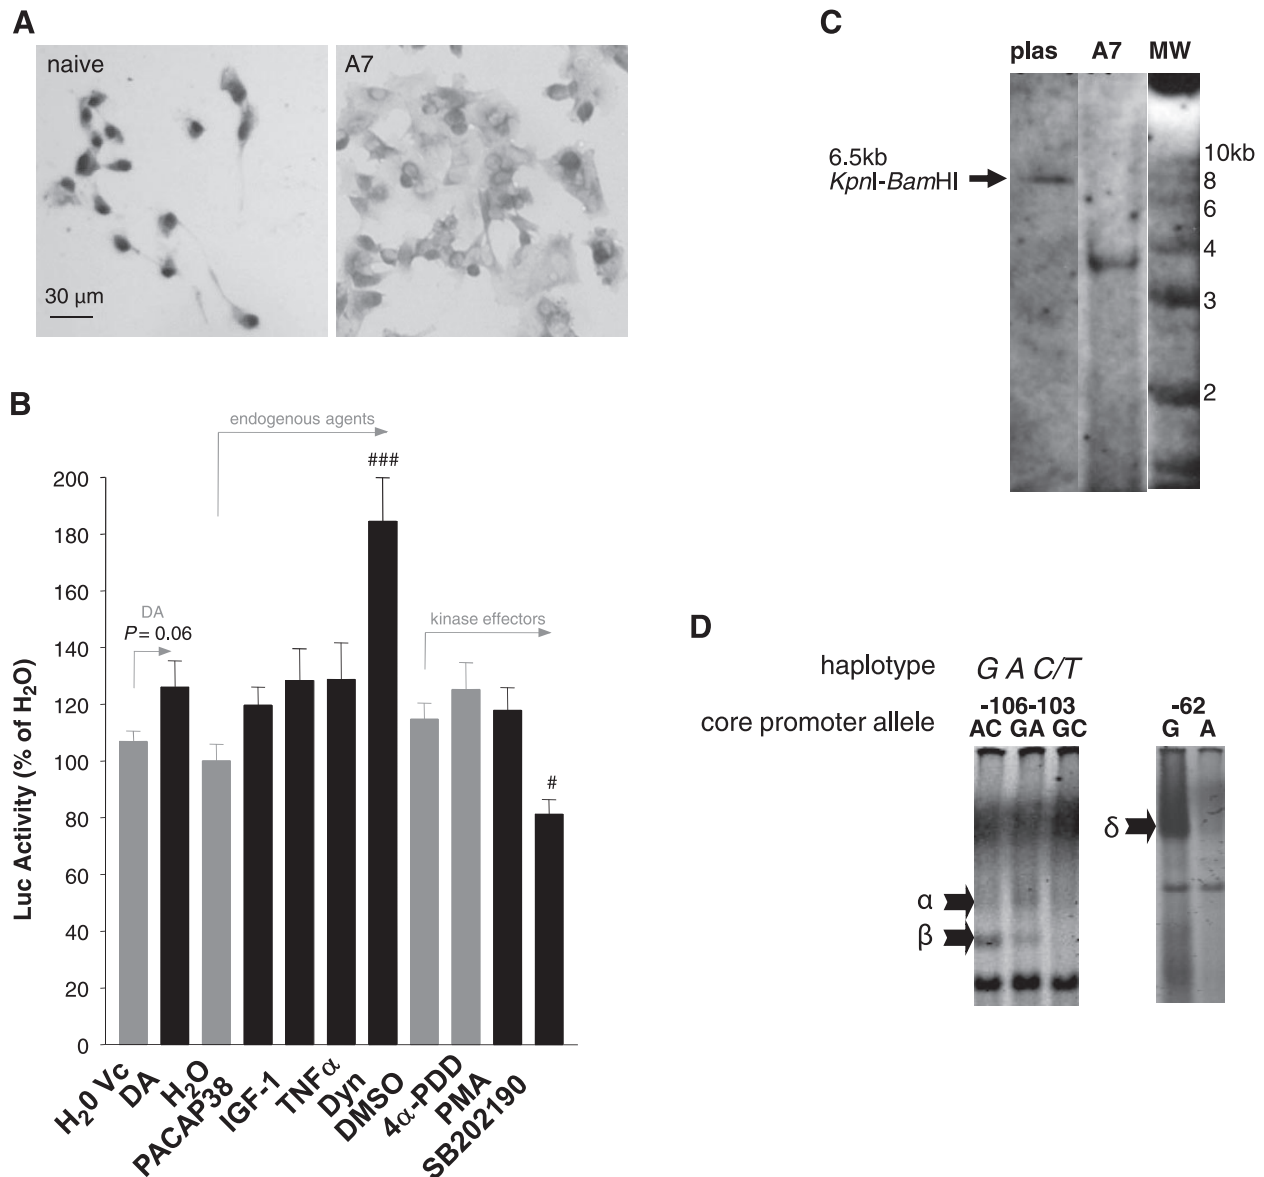 A
naive
A7
30 µm
B
endogenous agents
###
200
180
160
140
120
100
80
60
40
20
0
Luc Activity (% of H2O)
DA
P = 0.06
kinase effectors
#
H20 Vc
DA
H2O
PACAP38
IGF-1
TNFα
Dyn
DMSO
4α-PDD
PMA
SB202190
C
plas A7 MW
6.5kb
KpnI-BamHI
10kb
8
6
4
3
2
D
haplotype G A C/T
-106-103 -62
core promoter allele AC GA GC G A
δ
α
β